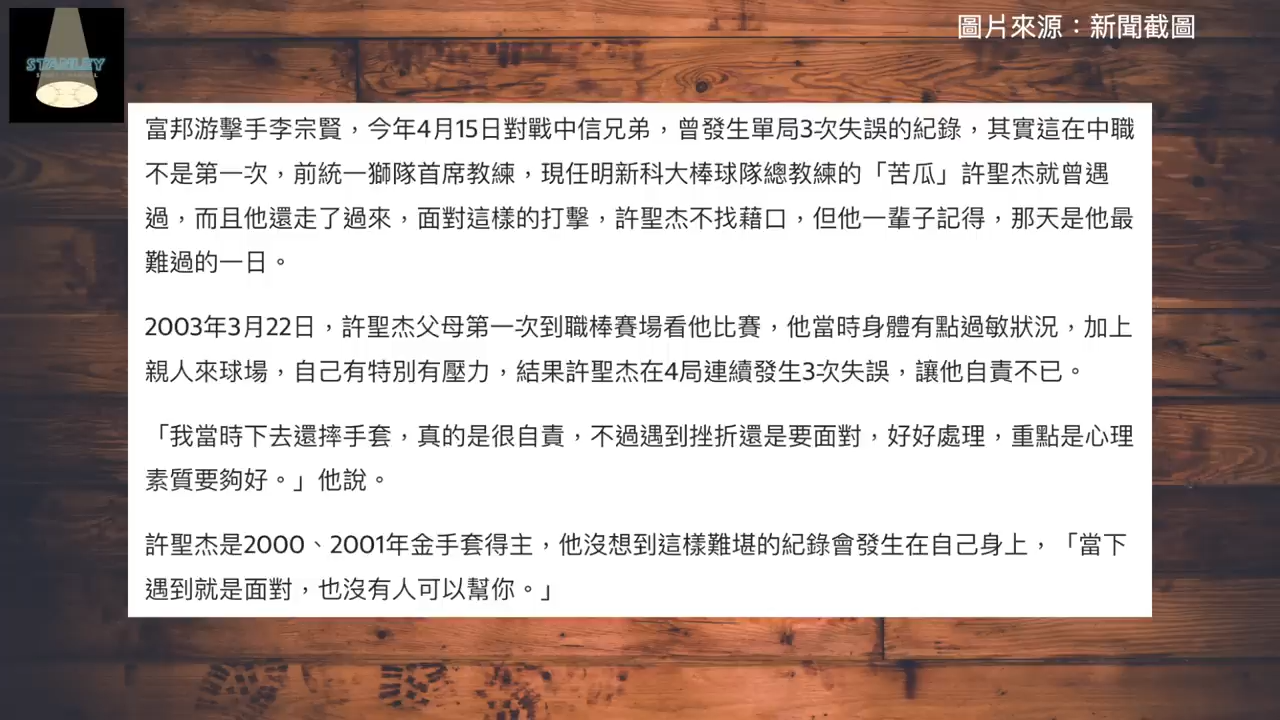 圖片來源：新聞截圖
STANLEY
富邦游擊手李宗賢，今年4月15日對戰中信兄弟，曾發生單局3次失誤的紀錄，其實這在中職
不是第一次，前統一獅隊首席教練，現任明新科大棒球隊總教練的「苦瓜」許聖杰就曾遇
過，而且他還走了過來，面對這樣的打擊，許聖杰不找藉口，但他一輩子記得，那天是他最
難過的一日。
2003年3月22日，許聖杰父母第一次到職棒賽場看他比賽，他當時身體有點過敏狀況，加上
親人來球場，自己有特別有壓力，結果許聖杰在4局連續發生3次失誤，讓他自責不已。
「我當時下去還摔手套，真的是很自責，不過遇到挫折還是要面對，好好處理，重點是心理
素質要夠好。」他說。
許聖杰是2000、2001年金手套得主，他沒想到這樣難堪的紀錄會發生在自己身上，「當下
遇到就是面對，也沒有人可以幫你。」